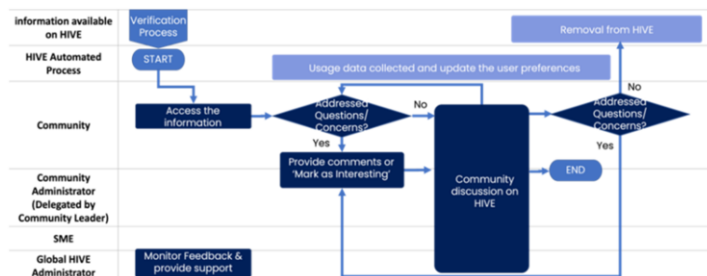 information available
on HIVE
Verification
Process
Removal from HIVE
HIVE Automated
Process
START
Usage data collected and update the user preferences
No
Community
Access the
information
Addressed
Questions/
Concerns?
No
Addressed
Questions/
Concerns?
Yes
Yes
Provide comments or
'Mark as Interesting'
Community
discussion on
HIVE
END
Community
Administrator
(Delegated by
Community Leader)
SME
Global HIVE
Administrator
Monitor Feedback &
provide support